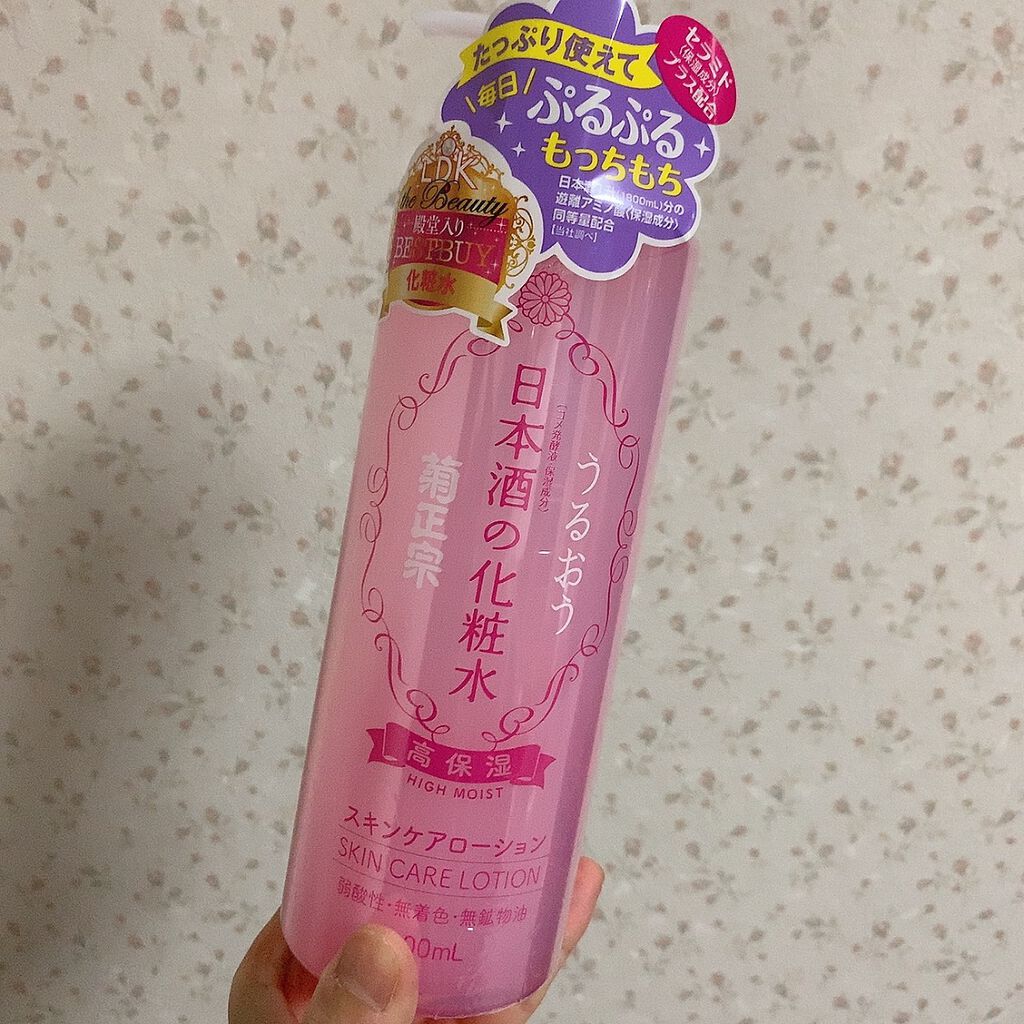 たっぷり使えて
毎日
ぷるぷる
もっちもち
遊離アミノ酸〈保湿成分〉
同等量配合
[当社調べ]
セラミド
〈保湿成分〉
プラス配合
LDK
the Beauty
殿堂入り
BEST BUY
化粧水
うるおう
日本酒の化粧水
菊正宗
高保湿
HIGH MOIST
スキンケアローション
SKIN CARE LOTION
弱酸性・無着色・無鉱物油